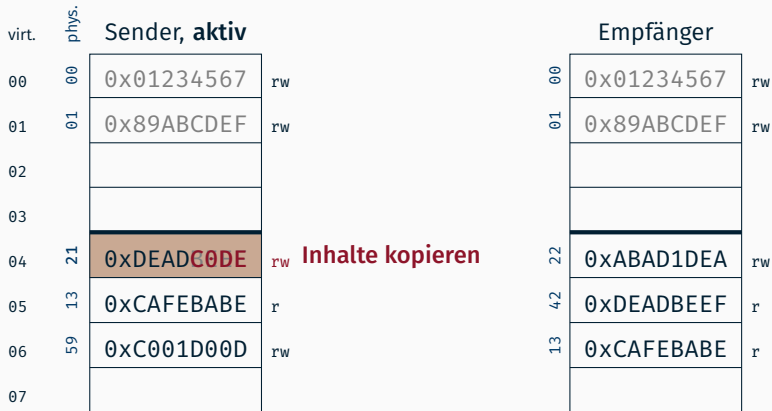 virt. phys. Sender, aktiv Empfänger
00 00 0x01234567 rw 00 0x01234567 rw
01 01 0x89ABCDEF rw 01 0x89ABCDEF rw
02
03
04 21 0xDEADC0DE rw Inhalte kopieren 22 0xABAD1DEA rw
05 13 0xCAFEBABE r 42 0xDEADBEEF r
06 59 0xC001D00D rw 13 0xCAFEBABE r
07